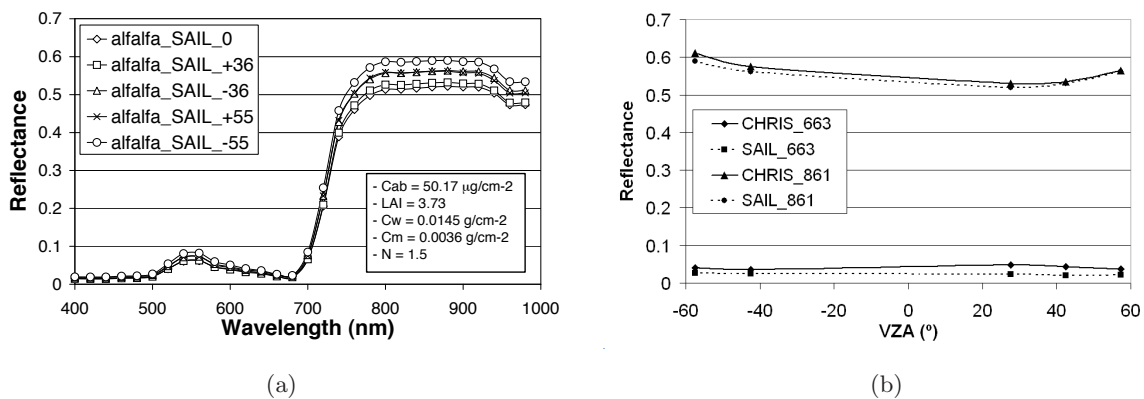 0.7
0.6
0.5
0.4
0.3
0.2
0.1
0
Reflectance
400 500 600 700 800 900 1000
Wavelength (nm)
alfalfa_SAIL_0
alfalfa_SAIL_+36
alfalfa_SAIL_-36
alfalfa_SAIL_+55
alfalfa_SAIL_-55
- Cab = 50.17 µg/cm-2
- LAI = 3.73
- Cw = 0.0145 g/cm-2
- Cm = 0.0036 g/cm-2
- N = 1.5
(a)
0.7
0.6
0.5
0.4
0.3
0.2
0.1
0
Reflectance
-60 -40 -20 0 20 40 60
VZA (º)
CHRIS_663
SAIL_663
CHRIS_861
SAIL_861
(b)